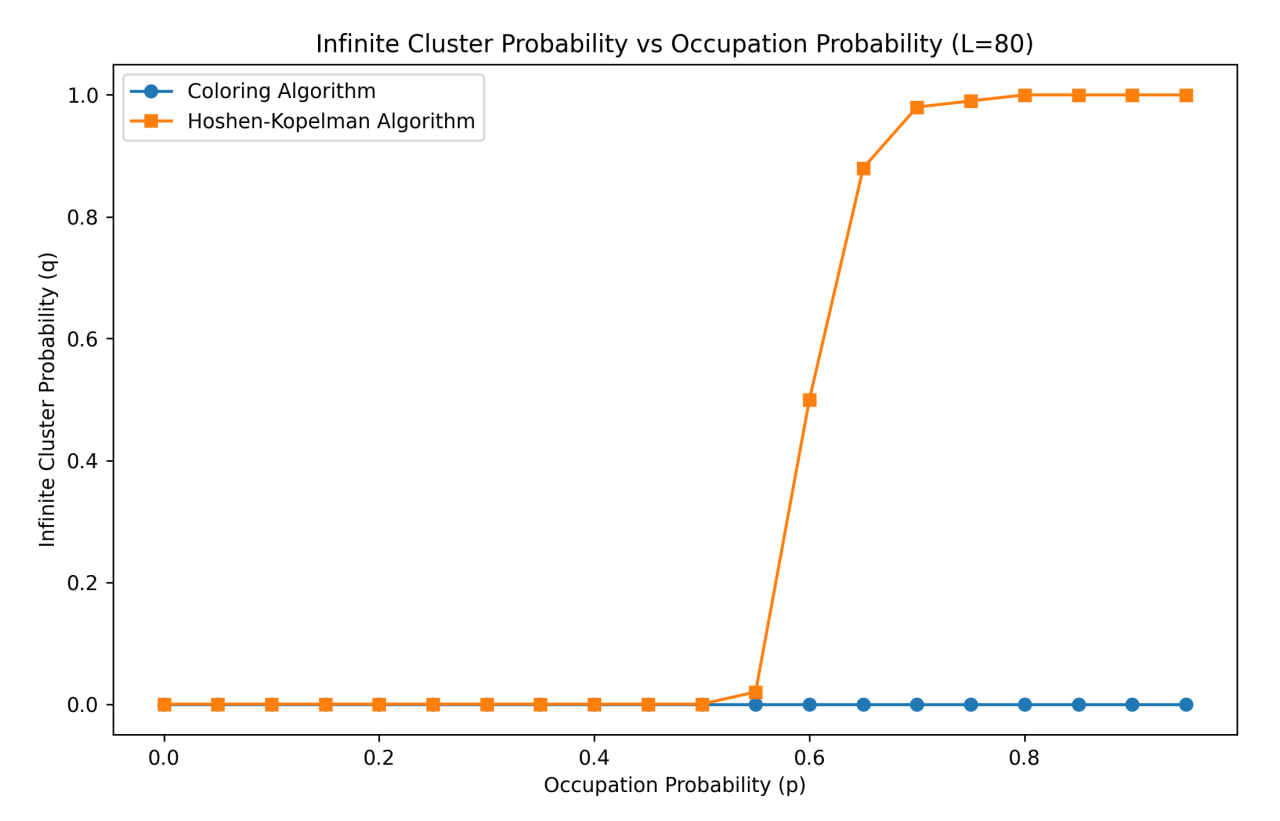 Infinite Cluster Probability vs Occupation Probability (L=80)
Coloring Algorithm
Hoshen-Kopelman Algorithm
Infinite Cluster Probability (q)
1.0
0.8
0.6
0.4
0.2
0.0
0.0 0.2 0.4 0.6 0.8
Occupation Probability (p)